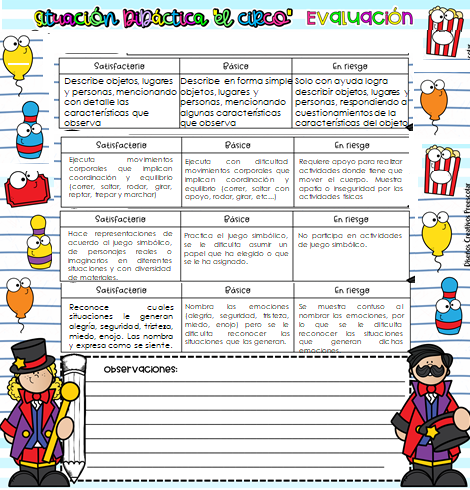 Situación Didáctica "El circo" Evaluación
Satisfactorio Básico En riesgo
Describe objetos, lugares
y personas, mencionando
con detalle las
características que
observa
Describe en forma simple
objetos, lugares y
personas, mencionando
algunas características
que observa
Solo con ayuda logra
describir objetos, lugares y
personas, respondiendo a
cuestionamientos de la
características del objeto
Satisfactorio Básico En riesgo
Ejecuta movimientos
corporales que implican
coordinación y equilibrio
(correr, saltar, rodar, girar,
reptar, trepar y marchar)
Ejecuta con dificultad
movimientos corporales que
implican coordinación y
equilibrio (correr, saltar con
apoyo, rodar, girar, etc...)
Requiere apoyo para realizar
actividades donde tiene que
mover el cuerpo. Muestra
apatía o inseguridad por las
actividades físicas
Satisfactorio Básico En riesgo
Hace representaciones de
acuerdo al juego simbólico,
de personajes reales o
imaginarios en diferentes
situaciones y con diversidad
de materiales.
Practica el juego simbólico,
se le dificulta asumir un
papel que ha elegido o que
se le ha asignado.
No participa en actividades
de juego simbólico.
Satisfactorio Básico En riesgo
Reconoce cuales
situaciones le generan
alegría, seguridad, tristeza,
miedo, enojo. Las nombra
y expresa como se siente.
Nombra las emociones
(alegría, seguridad, tristeza,
miedo, enojo) pero se le
dificulta reconocer las
situaciones que las generan.
Se muestra confuso al
nombrar las emociones, por
lo que se le dificulta
reconocer las situaciones
que generan dichas
emociones.
Observaciones:
Diseños Creativos Preescolar